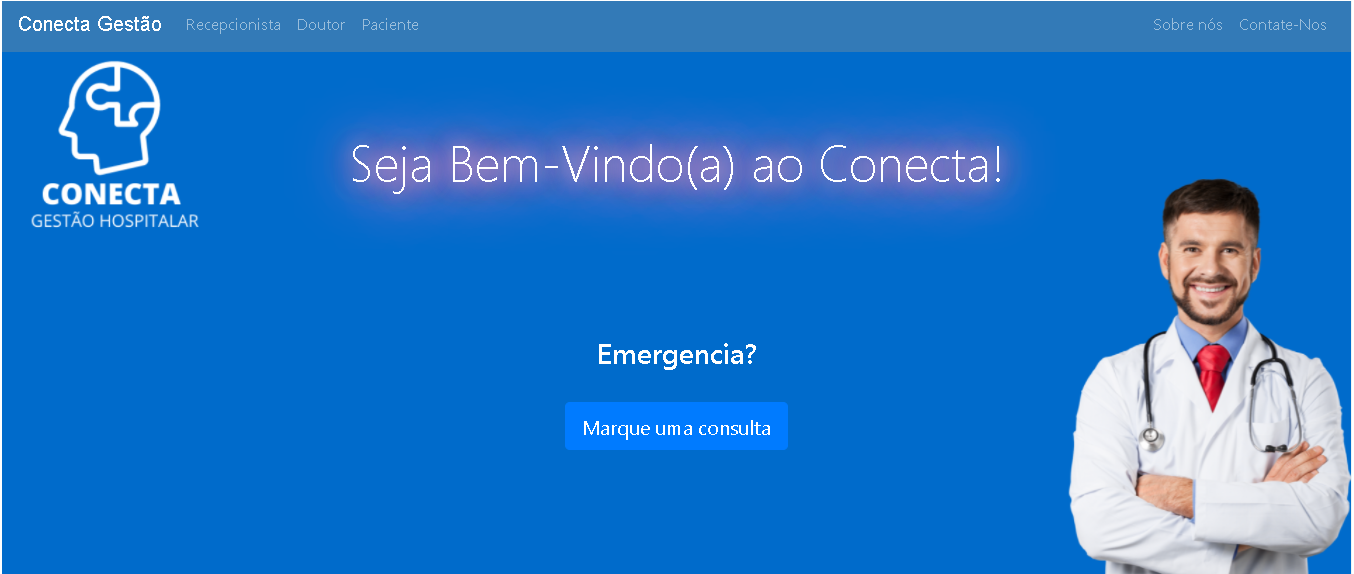 Conecta Gestão Recepcionista Doutor Paciente Sobre nós Contate-Nos
CONECTA
GESTÃO HOSPITALAR
Seja Bem-Vindo(a) ao Conecta!
Emergencia?
Marque uma consulta